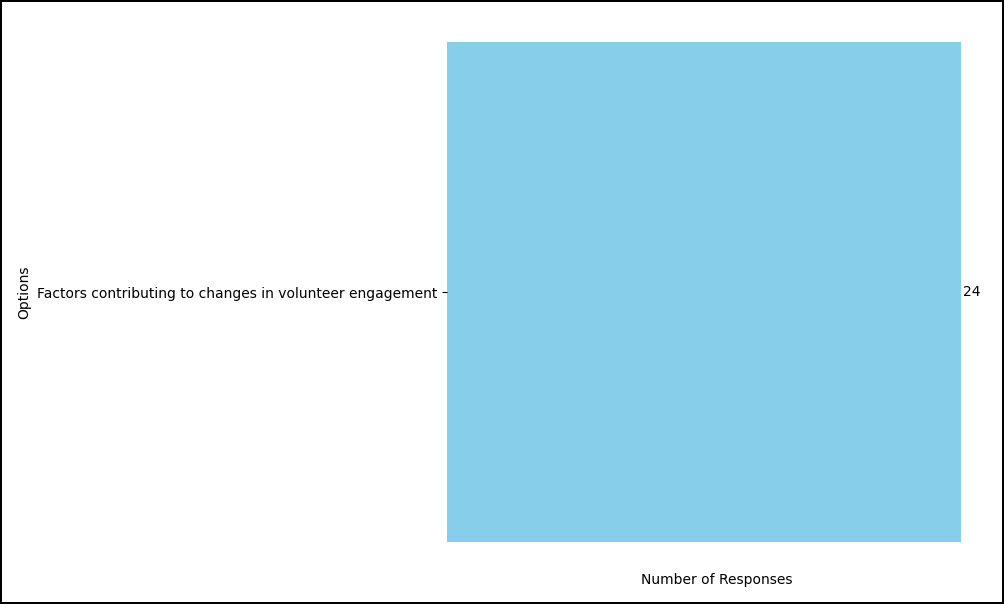 Options
Factors contributing to changes in volunteer engagement
24
Number of Responses